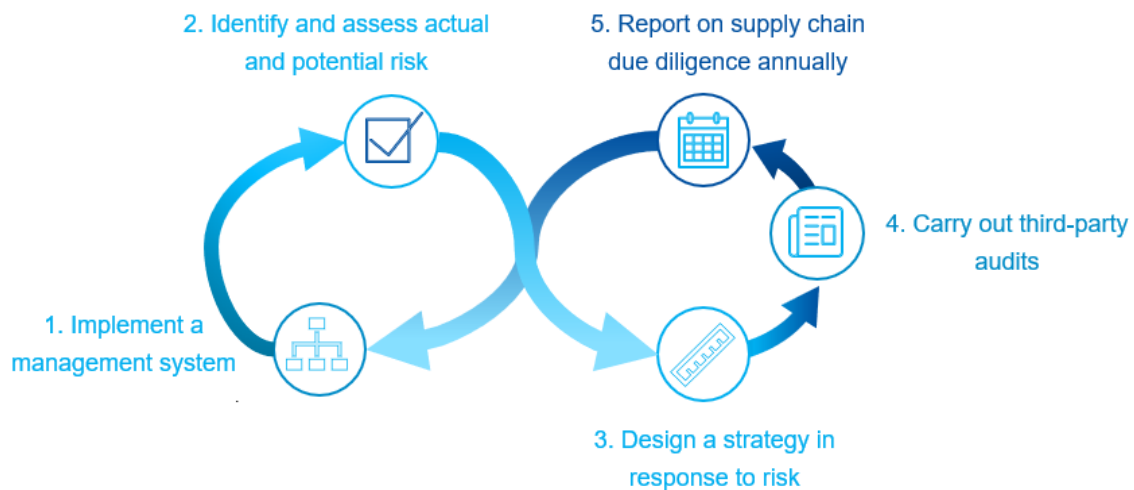 2. Identify and assess actual
and potential risk
5. Report on supply chain
due diligence annually
4. Carry out third-party
audits
1. Implement a
management system
.
3. Design a strategy in
response to risk